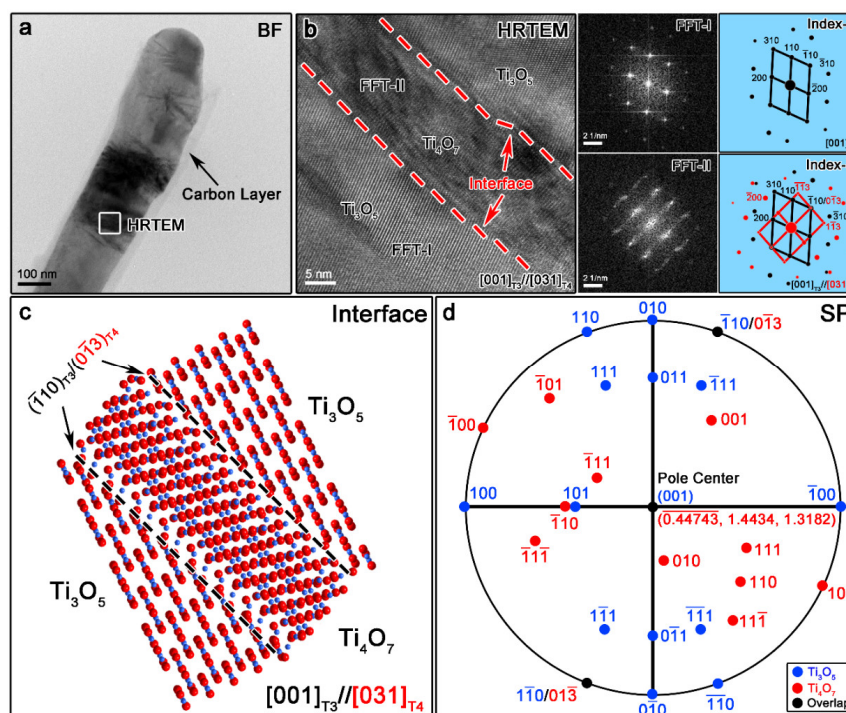 a
BF
Carbon Layer
HRTEM
100 nm
b
HRTEM
Ti₃O₅
FFT-II
Ti₄O₇
Interface
Ti₃O₅
FFT-I
5 nm
[001]T3//[031]T4
FFT-I
2 1/nm
Index-
310 110 1̅10 3̅10
200 2̅00
[001]
FFT-II
2 1/nm
Index-
1̅1̅3
310
2̅00 110 1̅10/01̅3
200 3̅10
11̅3
[001]T3//[031]T4
c
Interface
(1̅10)T3//(01̅3)T4
Ti₃O₅
Ti₃O₅
Ti₄O₇
[001]T3//[031]T4
d
SP
010
110 1̅10/01̅3
1̅01 111 011 1̅11
1̅00 001
1̅11
Pole Center
100 101 (001) 1̅00
1̅10 (0.44743, 1.4434, 1.3182)
1̅11̅ 111
010 110
10
11̅1 1̅1̅1 111̅
01̅1
11̅0/013̅ 1̅1̅0
01̅0
Ti₃O₅
Ti₄O₇
Overlap